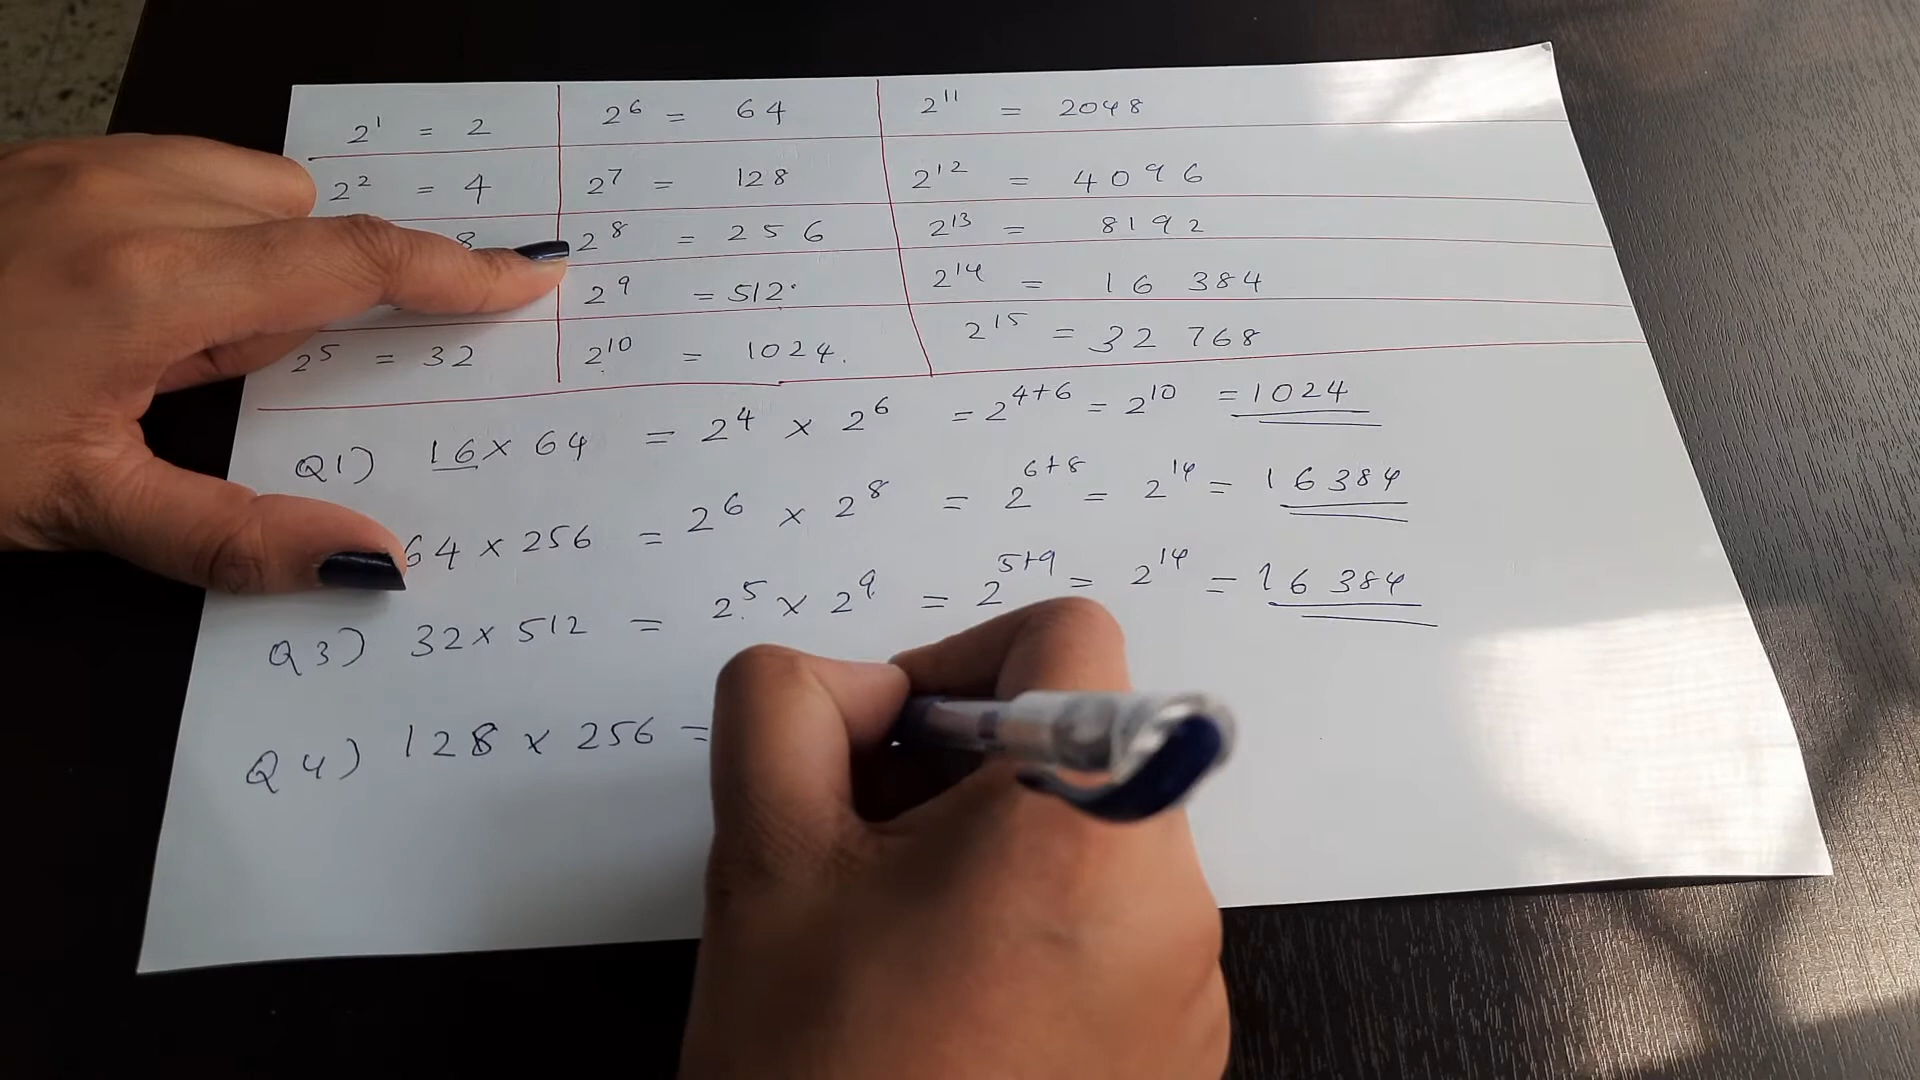 2¹ = 2 2⁶ = 64 2¹¹ = 2048
2² = 4 2⁷ = 128 2¹² = 4096
8 2⁸ = 256 2¹³ = 8192
2⁹ = 512 2¹⁴ = 16 384
2⁵ = 32 2¹⁰ = 1024. 2¹⁵ = 32 768
Q1) 16 × 64 = 2⁴ × 2⁶ = 2⁴⁺⁶ = 2¹⁰ = 1024
64 × 256 = 2⁶ × 2⁸ = 2⁶⁺⁸ = 2¹⁴ = 16384
Q3) 32 × 512 = 2⁵ × 2⁹ = 2⁵⁺⁹ = 2¹⁴ = 16 384
Q4) 128 × 256 =